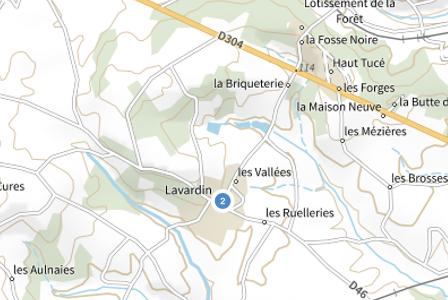 Lotissement de la
Forêt
la Fosse Noire
D304
114
Haut Tucé
la Briqueterie
les Forges
la Maison Neuve
la Butte d
les Mézières
les Vallées
les Brosses
Cures
Lavardin
2
les Ruelleries
les Aulnaies
D46